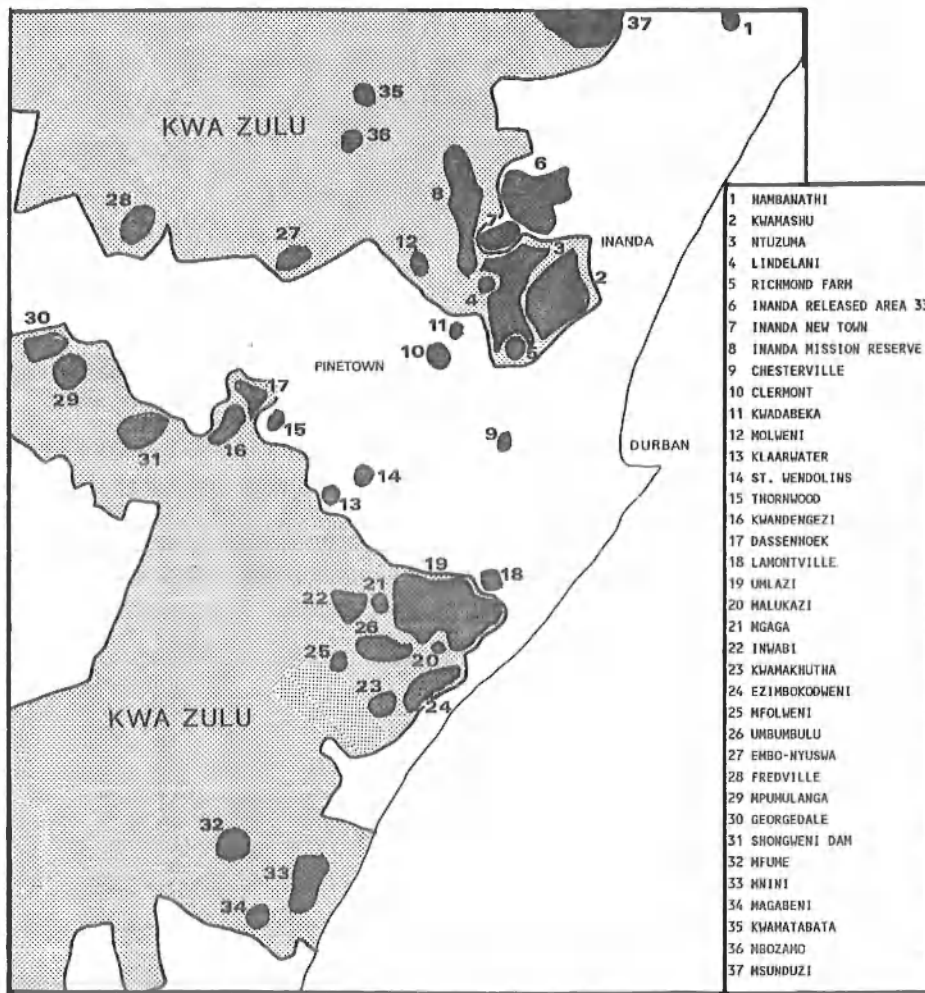 37
1
35
KWA ZULU
36
6
8
28
7
27
12
3
INANDA
2
4
11
5
30
10
PINETOWN
29
17
15
9
31
16
DURBAN
14
13
19
18
22
21
26
25
20
23
24
KWA ZULU
32
33
34
1 HAMBANATHI
2 KWAMASHU
3 NTUZUMA
4 LINDELANI
5 RICHMOND FARM
6 INANDA RELEASED AREA 33
7 INANDA NEW TOWN
8 INANDA MISSION RESERVE
9 CHESTERVILLE
10 CLERMONT
11 KWADABEKA
12 MOLWENI
13 KLAARWATER
14 ST. WENDOLINS
15 THORNWOOD
16 KWANDENGEZI
17 DASSENHOEK
18 LAMONTVILLE
19 UMLAZI
20 MALUKAZI
21 MGAGA
22 INWABI
23 KWAMAKHUTHA
24 EZIMBOKODWENI
25 MFOLWENI
26 UMBUMBULU
27 EMBO-NYUSWA
28 FREDVILLE
29 MPUMULANGA
30 GEORGEDALE
31 SHONGWENI DAM
32 MFUME
33 MNINI
34 MAGABENI
35 KWAMATABATA
36 MBOZAMO
37 MSUNDUZI